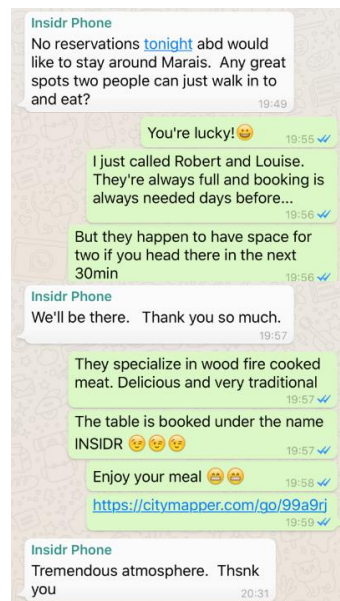 Insidr Phone
No reservations tonight abd would
like to stay around Marais.  Any great
spots two people can just walk in to
and eat?
19:49
You're lucky!😀
19:55
I just called Robert and Louise.
They're always full and booking is
always needed days before...
19:56
But they happen to have space for
two if you head there in the next
30min
19:56
Insidr Phone
We'll be there.   Thank you so much.
19:57
They specialize in wood fire cooked
meat. Delicious and very traditional
19:57
The table is booked under the name
INSIDR 😉😉😉
19:57
Enjoy your meal 😁😁
19:58
https://citymapper.com/go/99a9rj
19:59
Insidr Phone
Tremendous atmosphere.  Thsnk
you
20:31